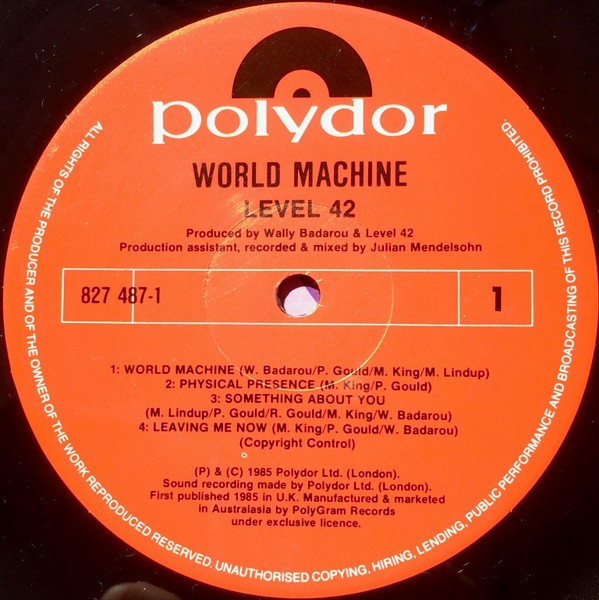 polydor
WORLD MACHINE
LEVEL 42
Produced by Wally Badarou & Level 42
Production assistant, recorded & mixed by Julian Mendelsohn
827 487-1
1
1: WORLD MACHINE (W. Badarou/P. Gould/M. King/M. Lindup)
2: PHYSICAL PRESENCE (M. King/P. Gould)
3: SOMETHING ABOUT YOU
(M. Lindup/P. Gould/R. Gould/M. King/W. Badarou)
4: LEAVING ME NOW (M. King/P. Gould/W. Badarou)
(Copyright Control)
(P) & (C) 1985 Polydor Ltd. (London).
Sound recording made by Polydor Ltd. (London).
First published 1985 in U.K. Manufactured & marketed
in Australasia by PolyGram Records
under exclusive licence.
ALL RIGHTS OF THE PRODUCER AND OF THE OWNER OF THE WORK REPRODUCED RESERVED. UNAUTHORISED COPYING, HIRING, LENDING, PUBLIC PERFORMANCE AND BROADCASTING OF THIS RECORD PROHIBITED.